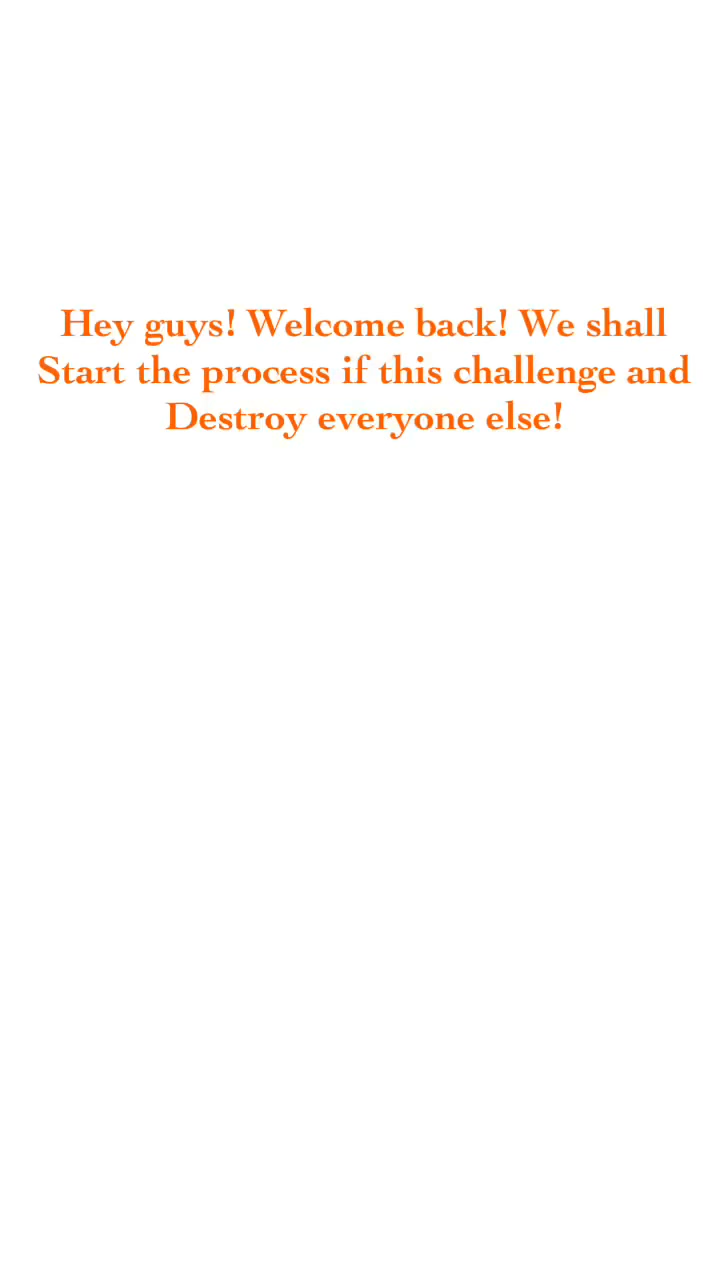 Hey guys! Welcome back! We shall
Start the process if this challenge and
Destroy everyone else!